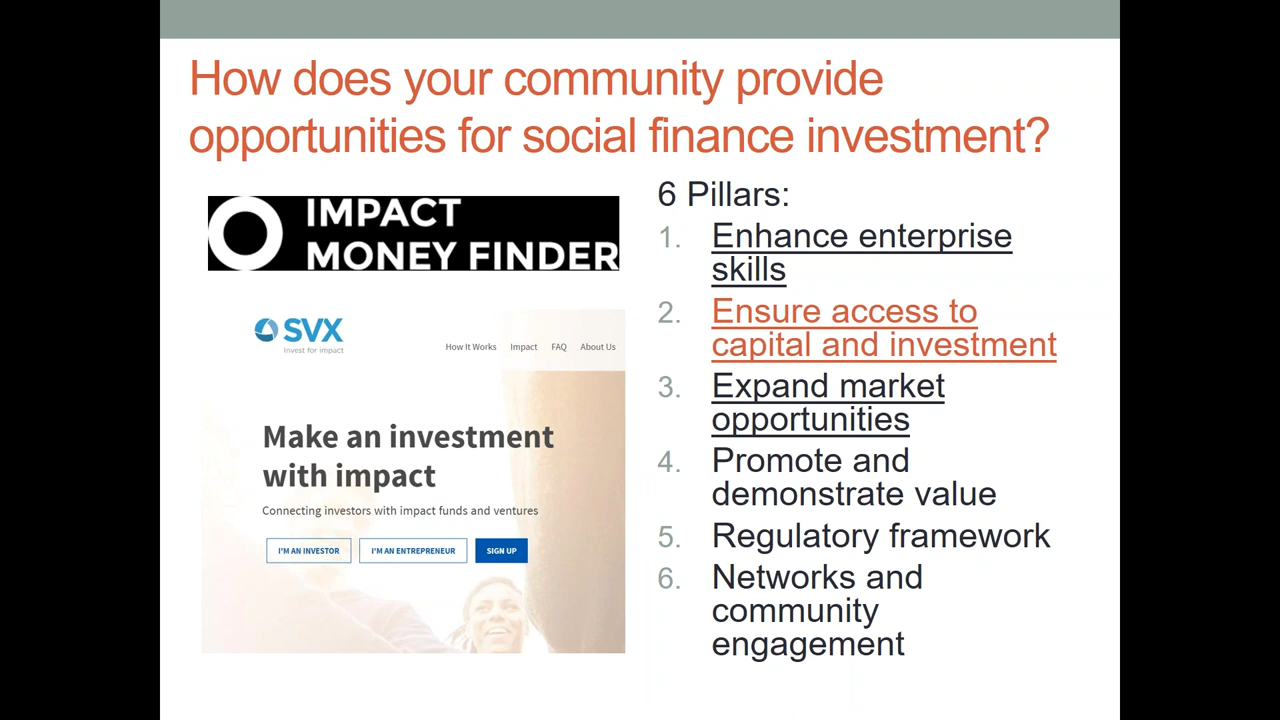 How does your community provide
opportunities for social finance investment?
IMPACT
MONEY FINDER
SVX
Invest for impact
How It Works Impact FAQ About Us
Make an investment
with impact
Connecting investors with impact funds and ventures
I'M AN INVESTOR I'M AN ENTREPRENEUR SIGN UP
6 Pillars:
1. Enhance enterprise
skills
2. Ensure access to
capital and investment
3. Expand market
opportunities
4. Promote and
demonstrate value
5. Regulatory framework
6. Networks and
community
engagement